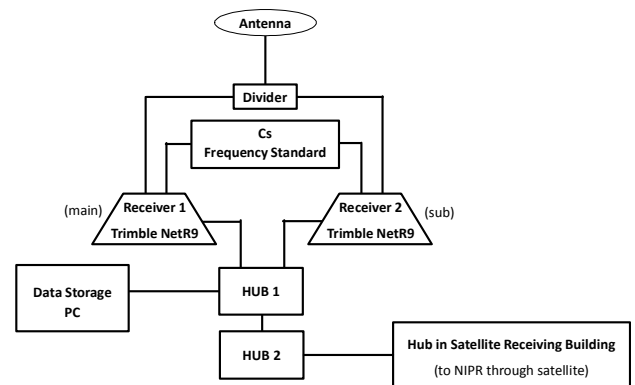 Antenna
Divider
Cs
Frequency Standard
(main)
Receiver 1
Trimble NetR9
Receiver 2
Trimble NetR9
(sub)
Data Storage
PC
HUB 1
HUB 2
Hub in Satellite Receiving Building
(to NIPR through satellite)